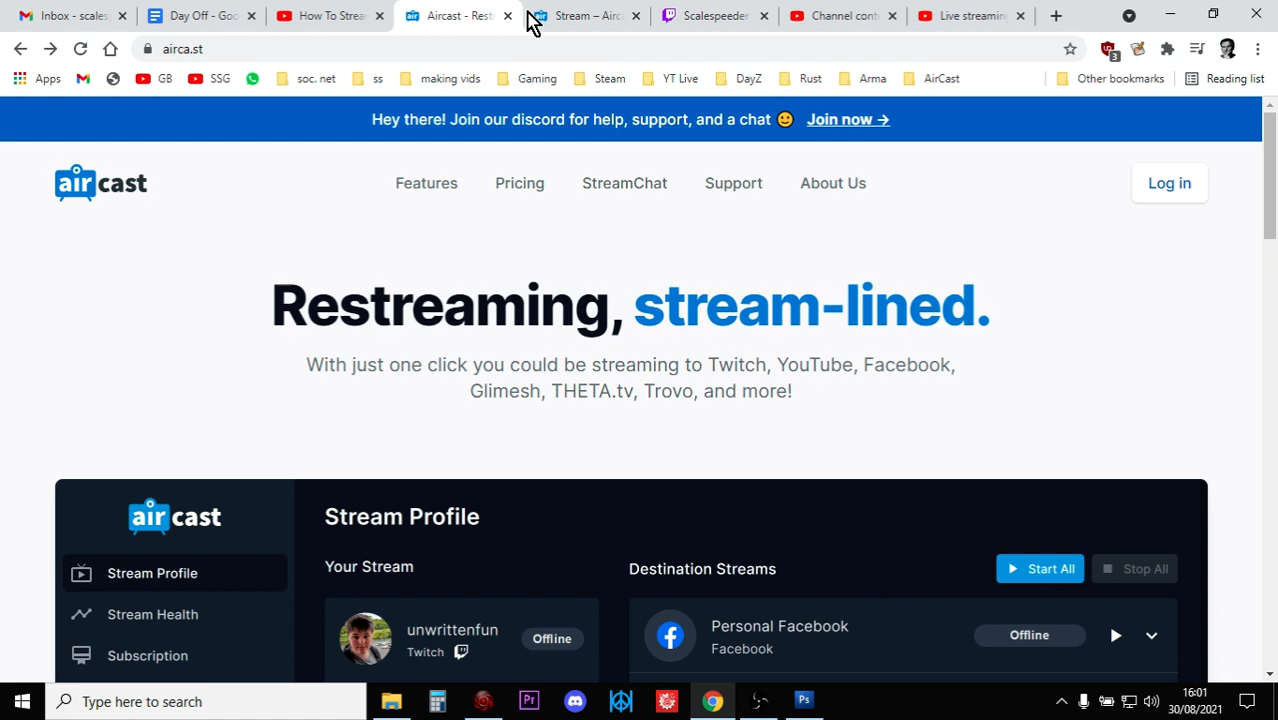 Inbox - scales
Day Off - Goo
How To Strea
Aircast - Rest
Stream – Airc
Scalespeeder
Channel cont
Live streamin
airca.st
3
Apps
GB
SSG
soc. net
ss
making vids
Gaming
Steam
YT Live
DayZ
Rust
Arma
AirCast
Other bookmarks
Reading list
Hey there! Join our discord for help, support, and a chat 🙂 Join now →
air cast
Features
Pricing
StreamChat
Support
About Us
Log in
Restreaming, stream-lined.
With just one click you could be streaming to Twitch, YouTube, Facebook,
Glimesh, THETA.tv, Trovo, and more!
air cast
Stream Profile
Stream Health
Subscription
Stream Profile
Your Stream
unwrittenfun
Twitch
Offline
Destination Streams
Start All
Stop All
Personal Facebook
Facebook
Offline
Type here to search
Pr
Ps
16:01
30/08/2021